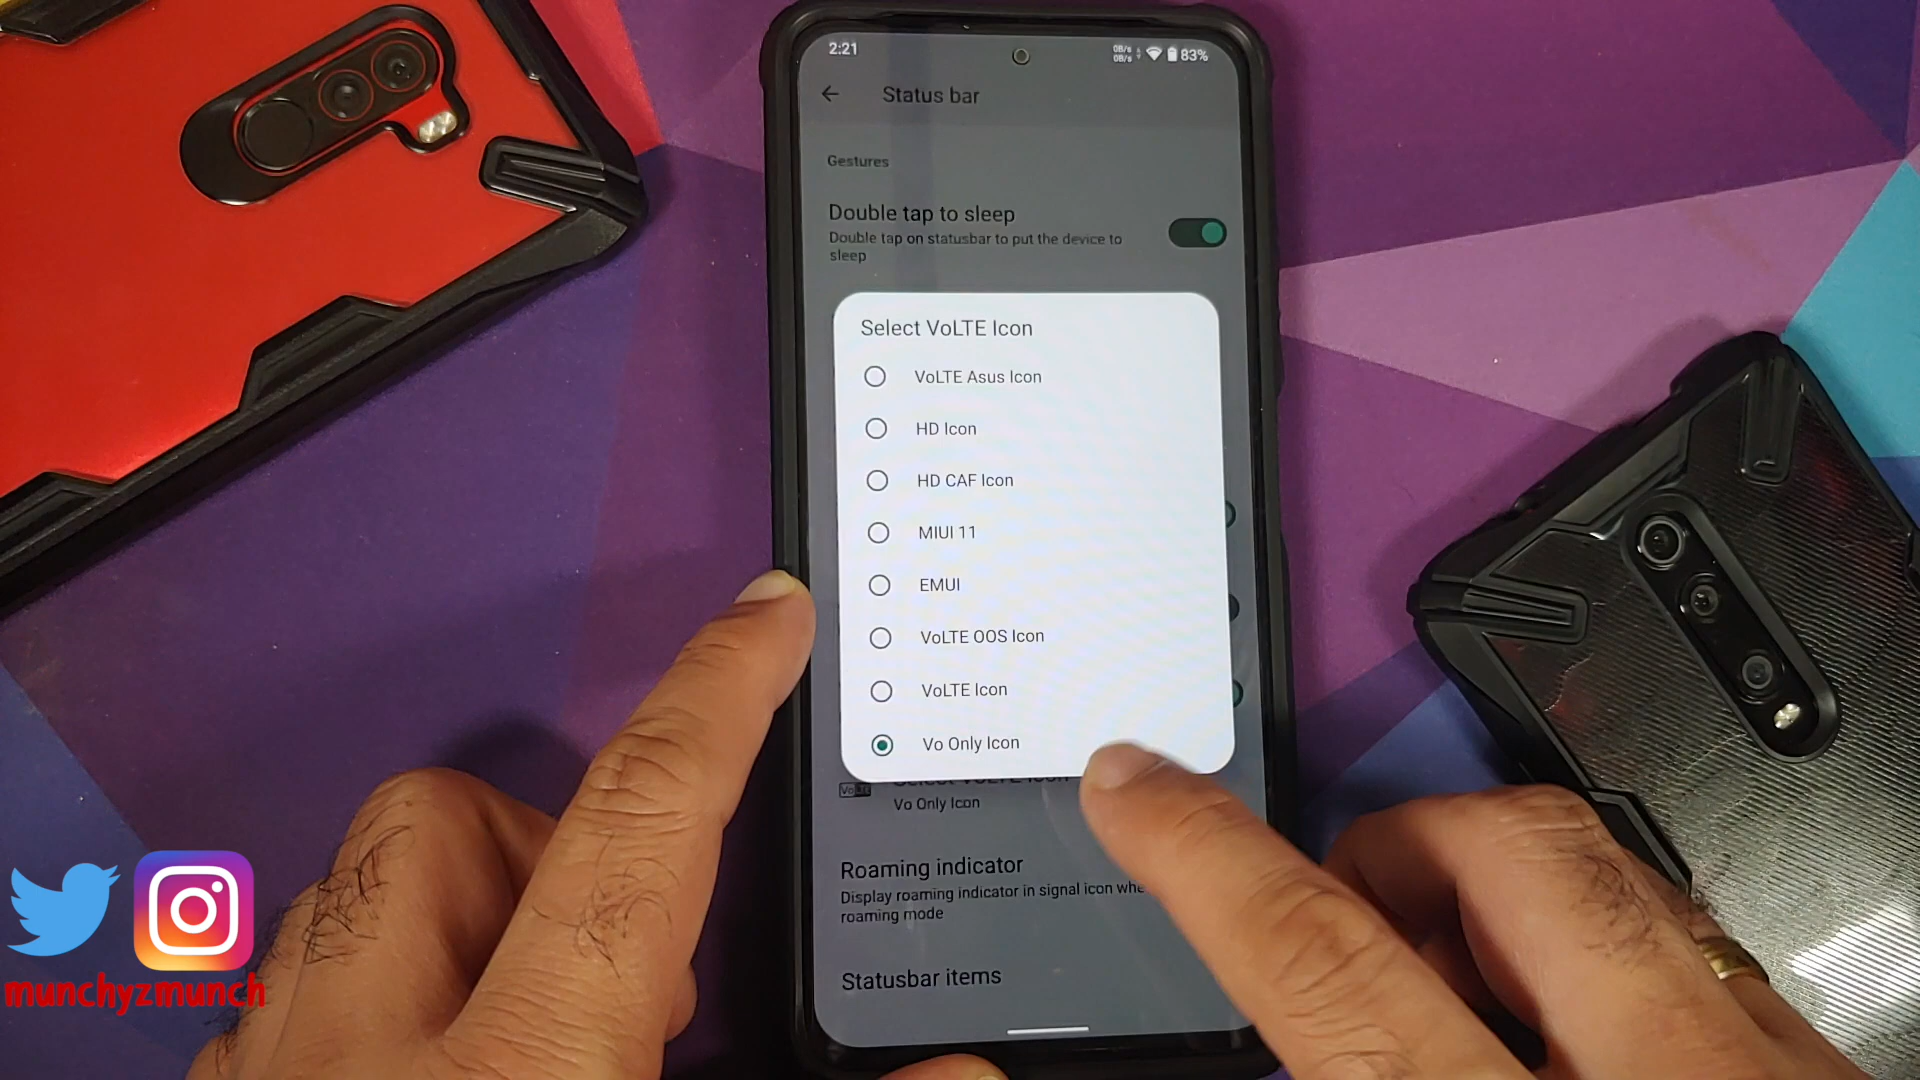 2:21
0B/s
0B/s
83%
Status bar
Gestures
Double tap to sleep
Double tap on statusbar to put the device to
sleep
Select VoLTE Icon
VoLTE Asus Icon
HD Icon
HD CAF Icon
MIUI 11
EMUI
VoLTE OOS Icon
VoLTE Icon
Vo Only Icon
Vo Only Icon
Roaming indicator
Display roaming indicator in signal icon
roaming mode
Statusbar items
munchyzmunch